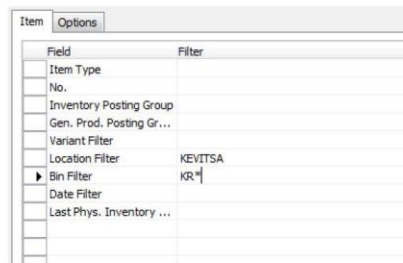 Item Options
Field Filter
Item Type
No.
Inventory Posting Group
Gen. Prod. Posting Gr...
Variant Filter
Location Filter KEVITSA
Bin Filter KR*
Date Filter
Last Phys. Inventory ...